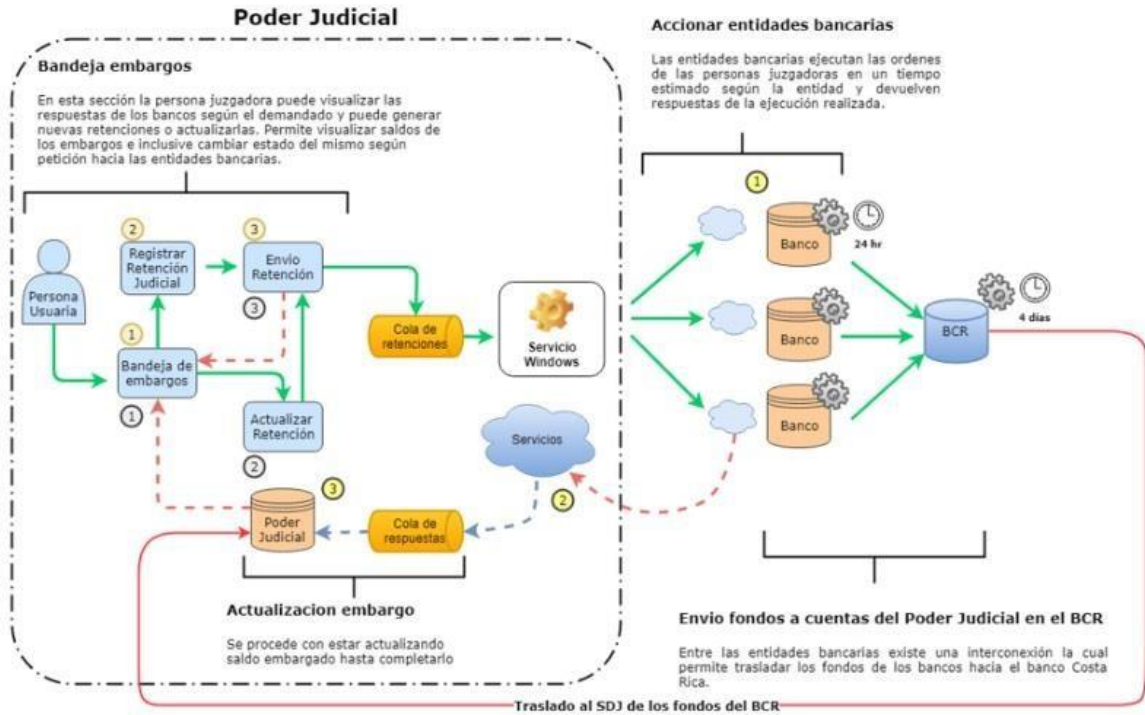 Poder Judicial
Bandeja embargos
En esta sección la persona juzgadora puede visualizar las
respuestas de los bancos según el demandado y puede generar
nuevas retenciones o actualizarlas. Permite visualizar saldos de
los embargos e inclusive cambiar estado del mismo según
petición hacia las entidades bancarias.
Accionar entidades bancarias
Las entidades bancarias ejecutan las ordenes
de las personas juzgadoras en un tiempo
estimado según la entidad y devuelven
respuestas de la ejecución realizada.
1
2
3
Persona
Usuaria
Registrar
Retención
Judicial
Envio
Retención
3
1
Bandeja de
embargos
1
Actualizar
Retención
2
Cola de
retenciones
Servicio
Windows
Banco
24 hr
Banco
Banco
BCR
4 días
Servicios
2
3
Poder
Judicial
Cola de
respuestas
Actualizacion embargo
Se procede con estar actualizando
saldo embargado hasta completarlo
Envio fondos a cuentas del Poder Judicial en el BCR
Entre las entidades bancarias existe una interconexión la cual
permite trasladar los fondos de los bancos hacia el banco Costa
Rica.
Traslado al SDJ de los fondos del BCR